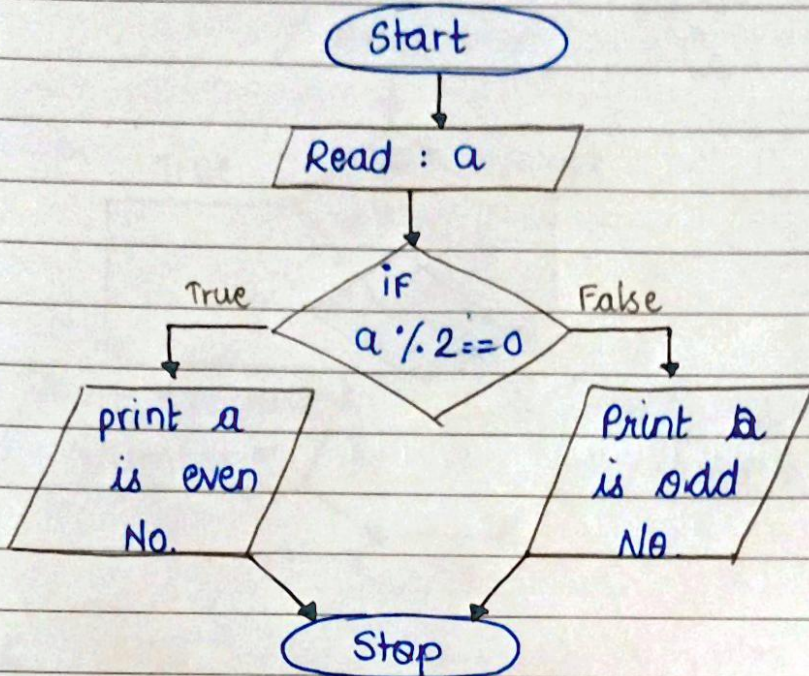 Start
Read : a
if
True
False
a % 2 == 0
print a
is even
No.
Print a
is odd
No.
Stop